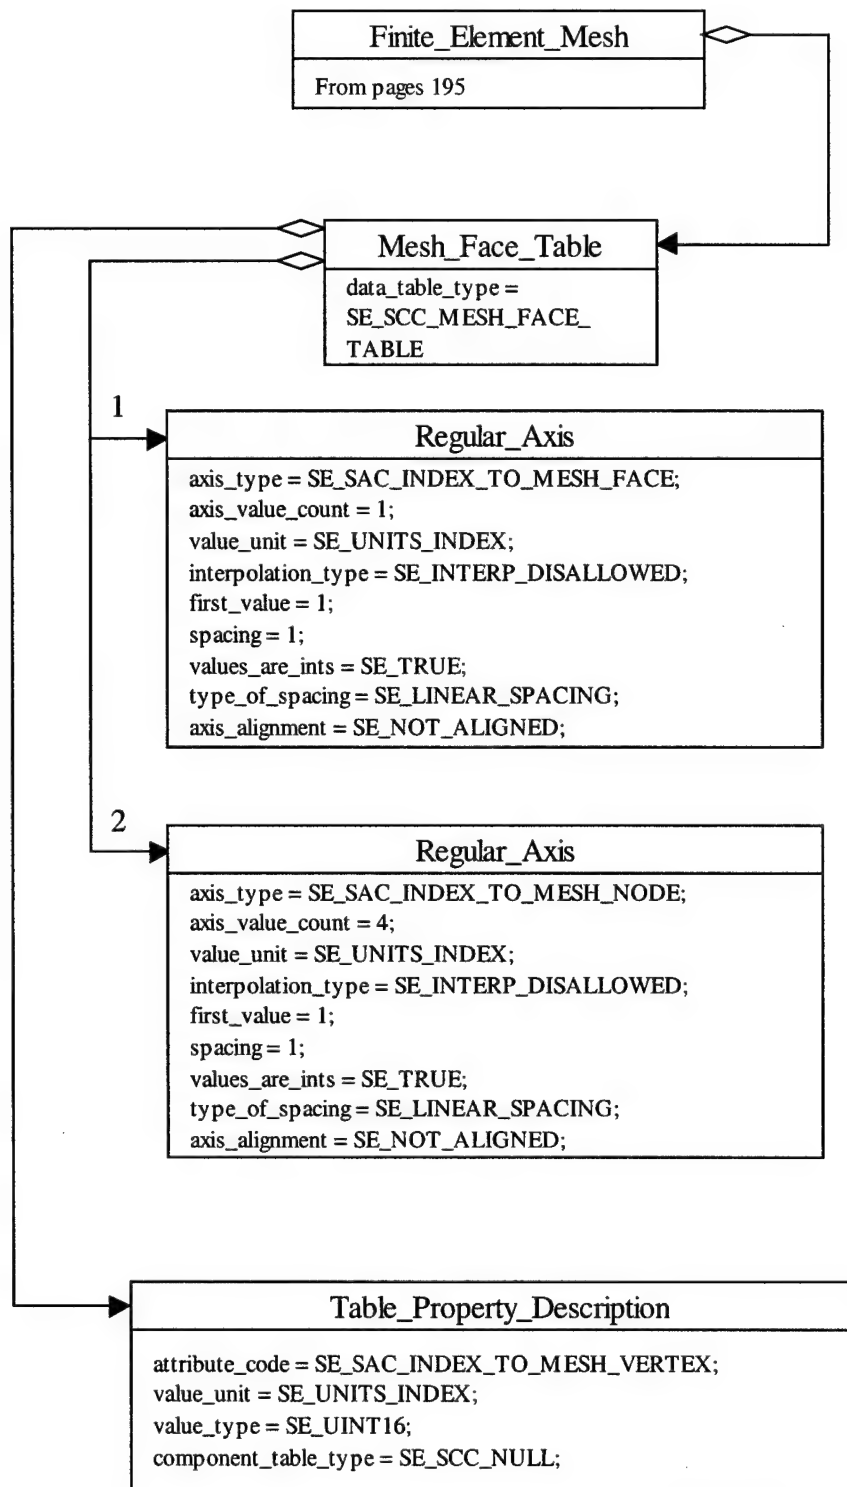 Finite_Element_Mesh
From pages 195
Mesh_Face_Table
data_table_type =
SE_SCC_MESH_FACE_
TABLE
1
Regular_Axis
axis_type = SE_SAC_INDEX_TO_MESH_FACE;
axis_value_count = 1;
value_unit = SE_UNITS_INDEX;
interpolation_type = SE_INTERP_DISALLOWED;
first_value = 1;
spacing = 1;
values_are_ints = SE_TRUE;
type_of_spacing = SE_LINEAR_SPACING;
axis_alignment = SE_NOT_ALIGNED;
2
Regular_Axis
axis_type = SE_SAC_INDEX_TO_MESH_NODE;
axis_value_count = 4;
value_unit = SE_UNITS_INDEX;
interpolation_type = SE_INTERP_DISALLOWED;
first_value = 1;
spacing = 1;
values_are_ints = SE_TRUE;
type_of_spacing = SE_LINEAR_SPACING;
axis_alignment = SE_NOT_ALIGNED;
Table_Property_Description
attribute_code = SE_SAC_INDEX_TO_MESH_VERTEX;
value_unit = SE_UNITS_INDEX;
value_type = SE_UINT16;
component_table_type = SE_SCC_NULL;